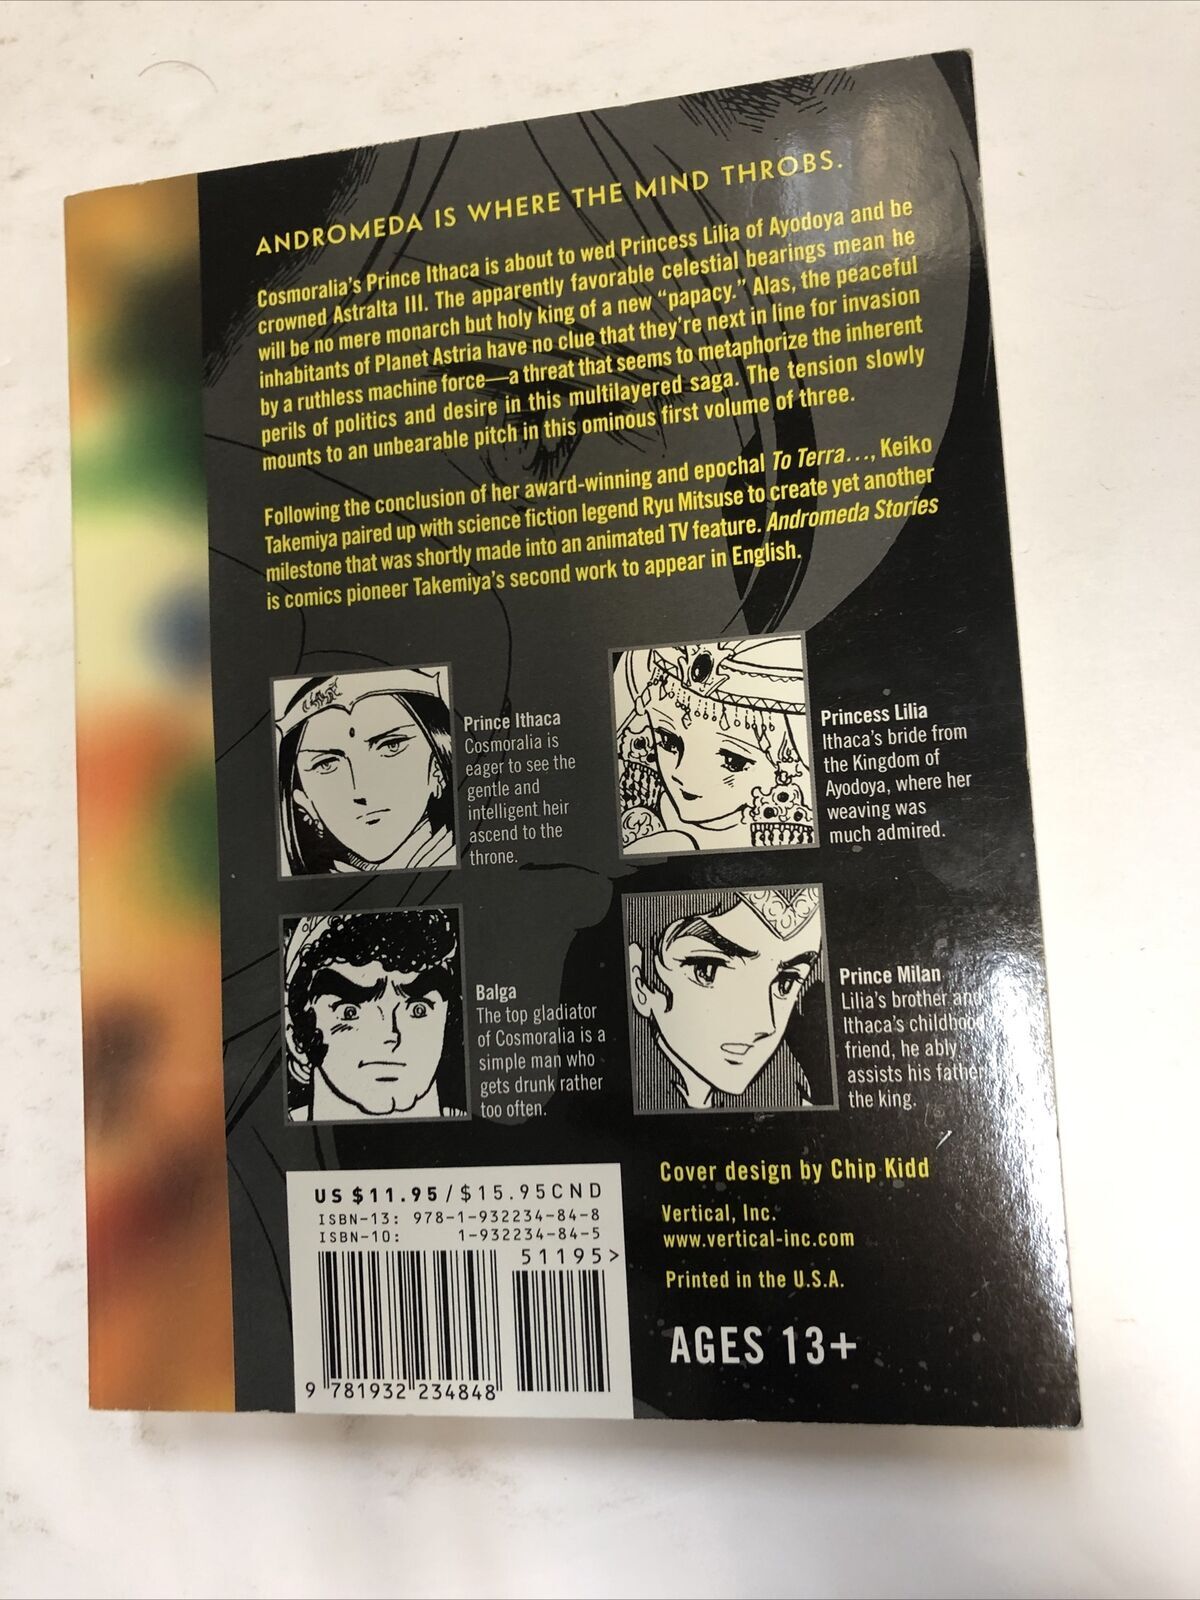 ANDROMEDA IS WHERE THE MIND THROBS.
Cosmoralia's Prince Ithaca is about to wed Princess Lilia of Ayodoya and be
crowned Astralta III. The apparently favorable celestial bearings mean he
will be no mere monarch but holy king of a new "papacy." Alas, the peaceful
inhabitants of Planet Astria have no clue that they're next in line for invasion
by a ruthless machine force—a threat that seems to metaphorize the inherent
perils of politics and desire in this multilayered saga. The tension slowly
mounts to an unbearable pitch in this ominous first volume of three.
Following the conclusion of her award-winning and epochal To Terra..., Keiko
Takemiya paired up with science fiction legend Ryu Mitsuse to create yet another
milestone that was shortly made into an animated TV feature. Andromeda Stories
is comics pioneer Takemiya's second work to appear in English.
Prince Ithaca
Cosmoralia is
eager to see the
gentle and
intelligent heir
ascend to the
throne.
Princess Lilia
Ithaca's bride from
the Kingdom of
Ayodoya, where her
weaving was
much admired.
Balga
The top gladiator
of Cosmoralia is a
simple man who
gets drunk rather
too often.
Prince Milan
Lilia's brother and
Ithaca's childhood
friend, he ably
assists his father
the king.
US $11.95/$15.95CND
ISBN-13: 978-1-932234-84-8
ISBN-10: 1-932234-84-5
51195>
9 781932 234848
Cover design by Chip Kidd
Vertical, Inc.
www.vertical-inc.com
Printed in the U.S.A.
AGES 13+